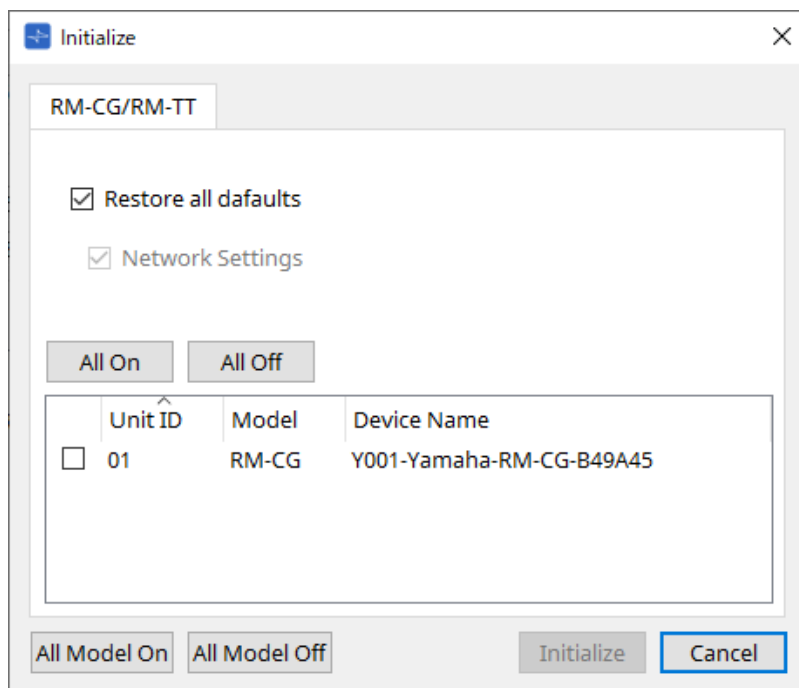 Initialize
RM-CG/RM-TT
Restore all dafaults
Network Settings
All On All Off
Unit ID Model Device Name
01 RM-CG Y001-Yamaha-RM-CG-B49A45
All Model On All Model Off Initialize Cancel